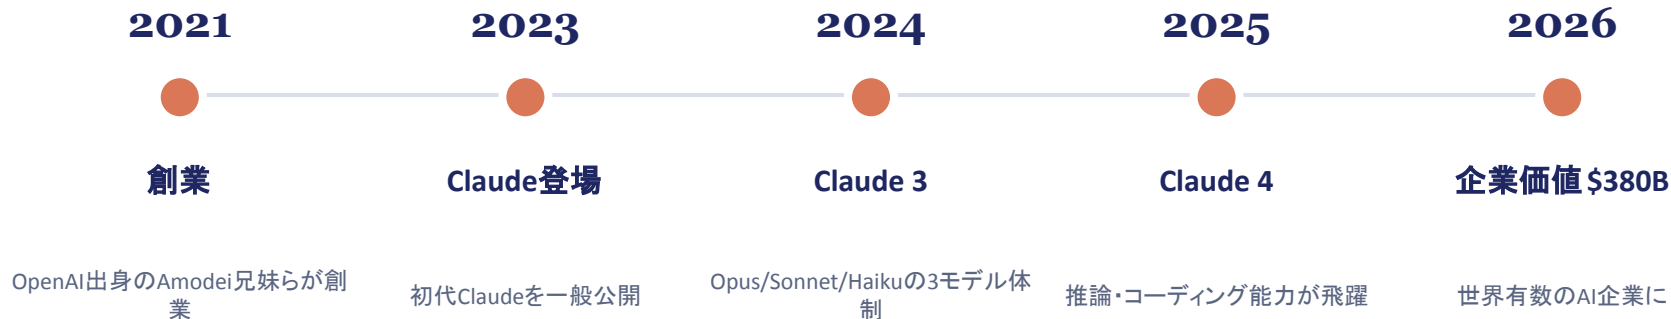 2021
2023
2024
2025
2026
創業
Claude登場
Claude 3
Claude 4
企業価値$380B
OpenAI出身のAmodei兄妹らが創
業
初代Claudeを一般公開
Opus/Sonnet/Haikuの3モデル体
制
推論・コーディング能力が飛躍
世界有数のAI企業に